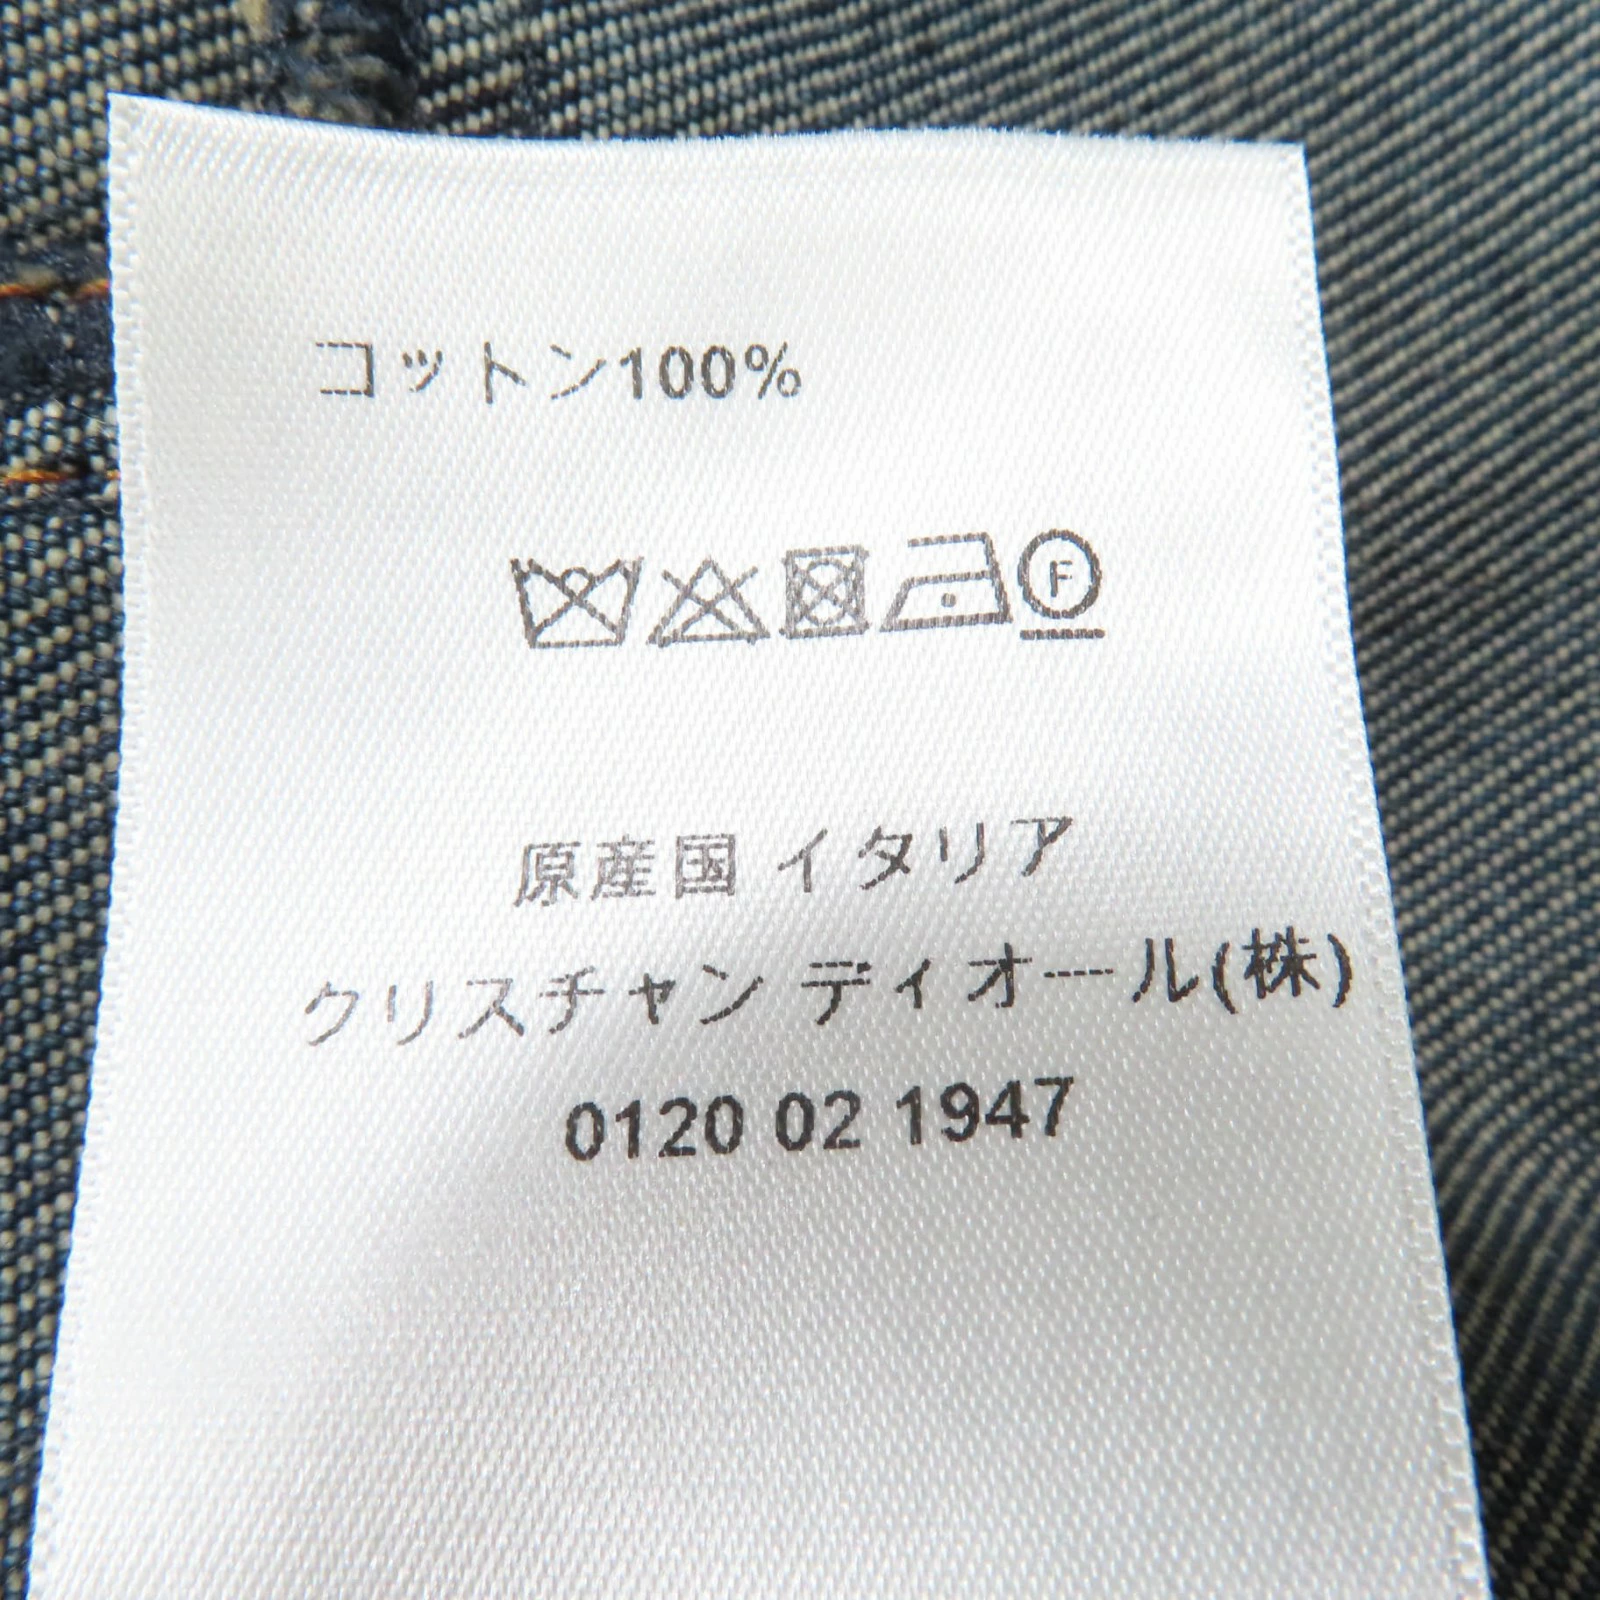 コットン100%
F
原産国 イタリア
クリスチャン ディオール(株)
0120 02 1947